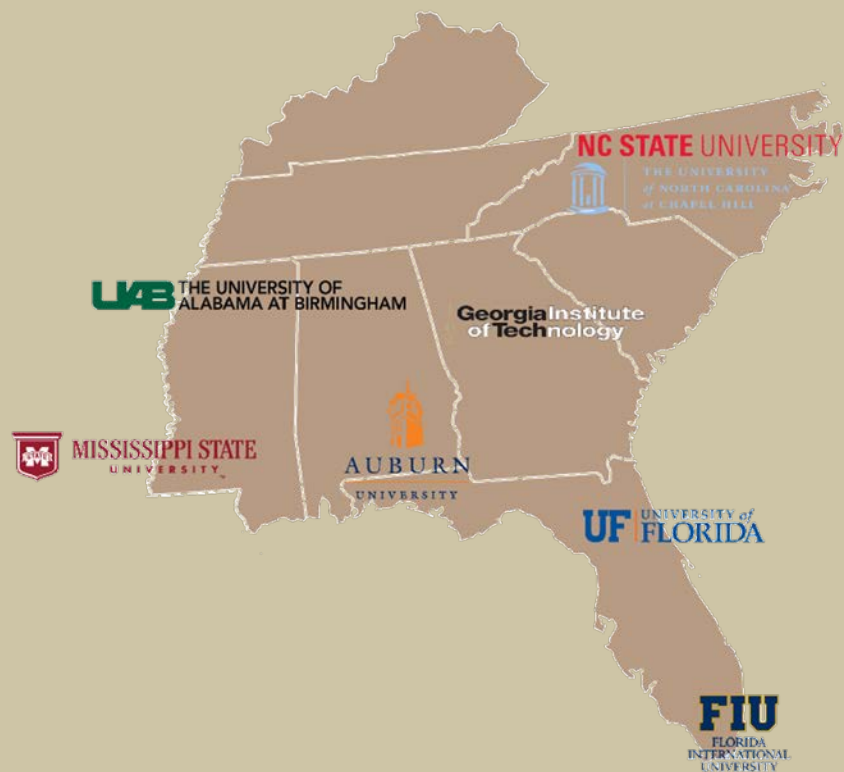 NC STATE UNIVERSITY
THE UNIVERSITY
of NORTH CAROLINA
at CHAPEL HILL
UAB THE UNIVERSITY OF
ALABAMA AT BIRMINGHAM
Georgia Institute
of Technology
MISSISSIPPI STATE
UNIVERSITY™
AUBURN
UNIVERSITY
UF UNIVERSITY of
FLORIDA
FIU
FLORIDA
INTERNATIONAL
UNIVERSITY